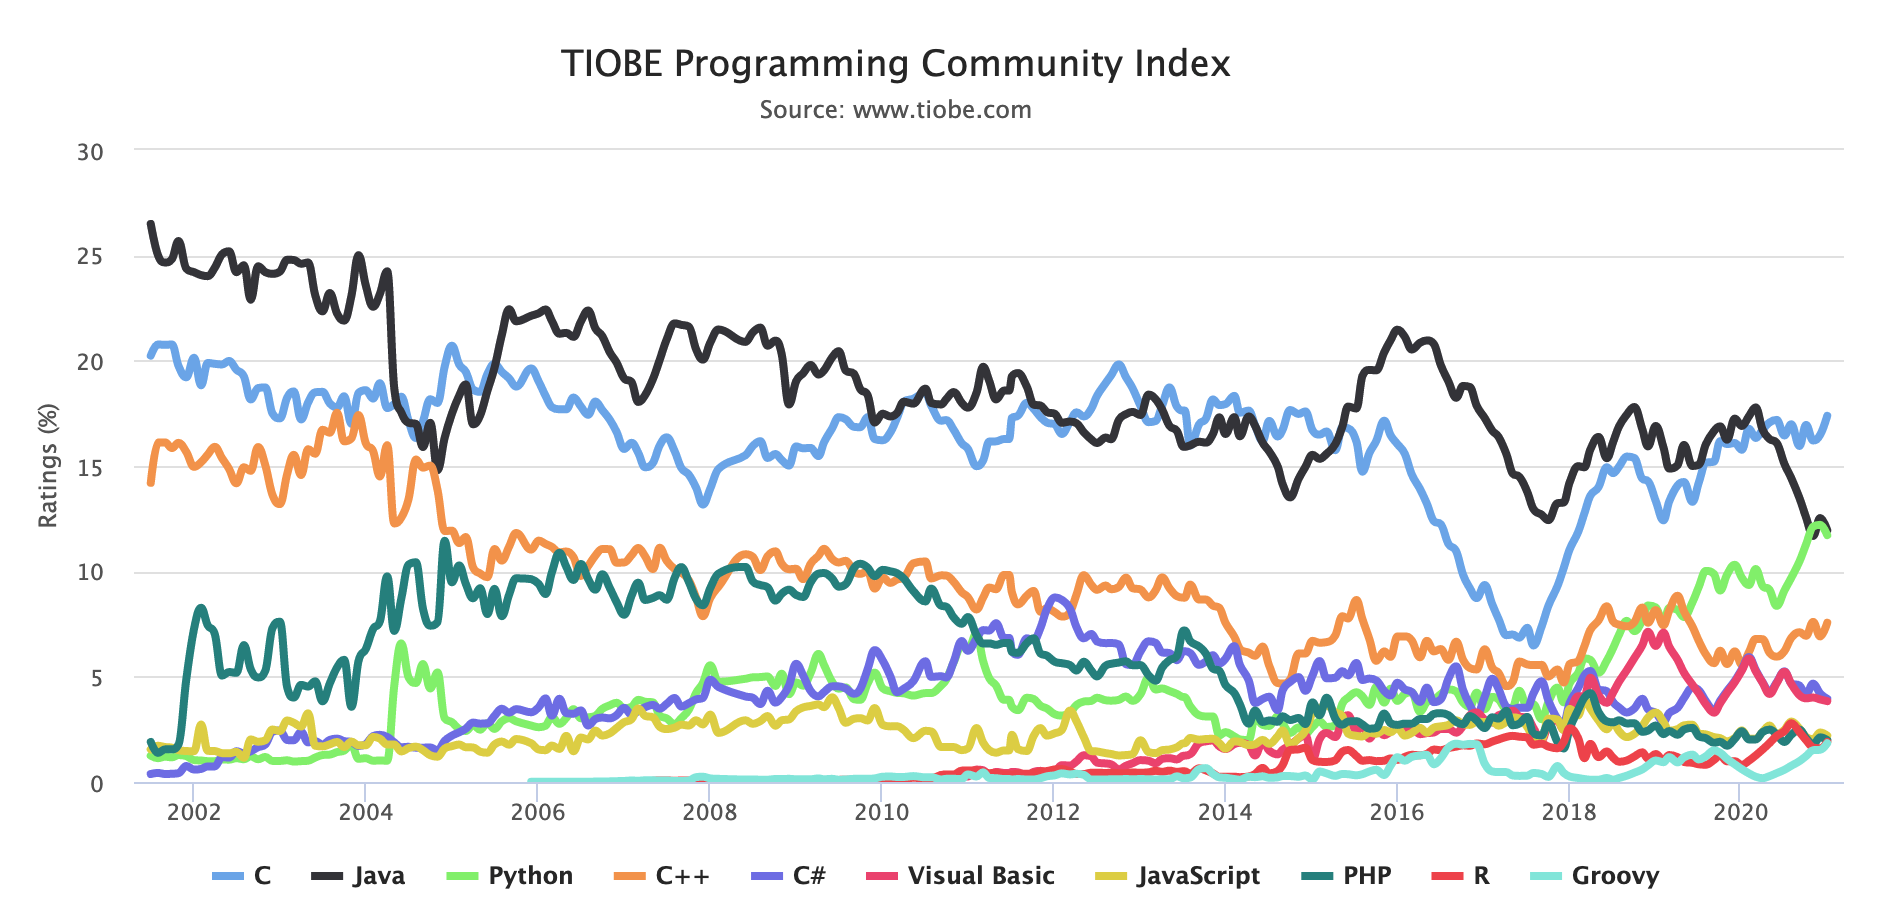 TIOBE Programming Community Index
Source: www.tiobe.com
30
25
20
15
10
5
0
Ratings (%)
2002 2004 2006 2008 2010 2012 2014 2016 2018 2020
C Java Python C++ C# Visual Basic JavaScript PHP R Groovy